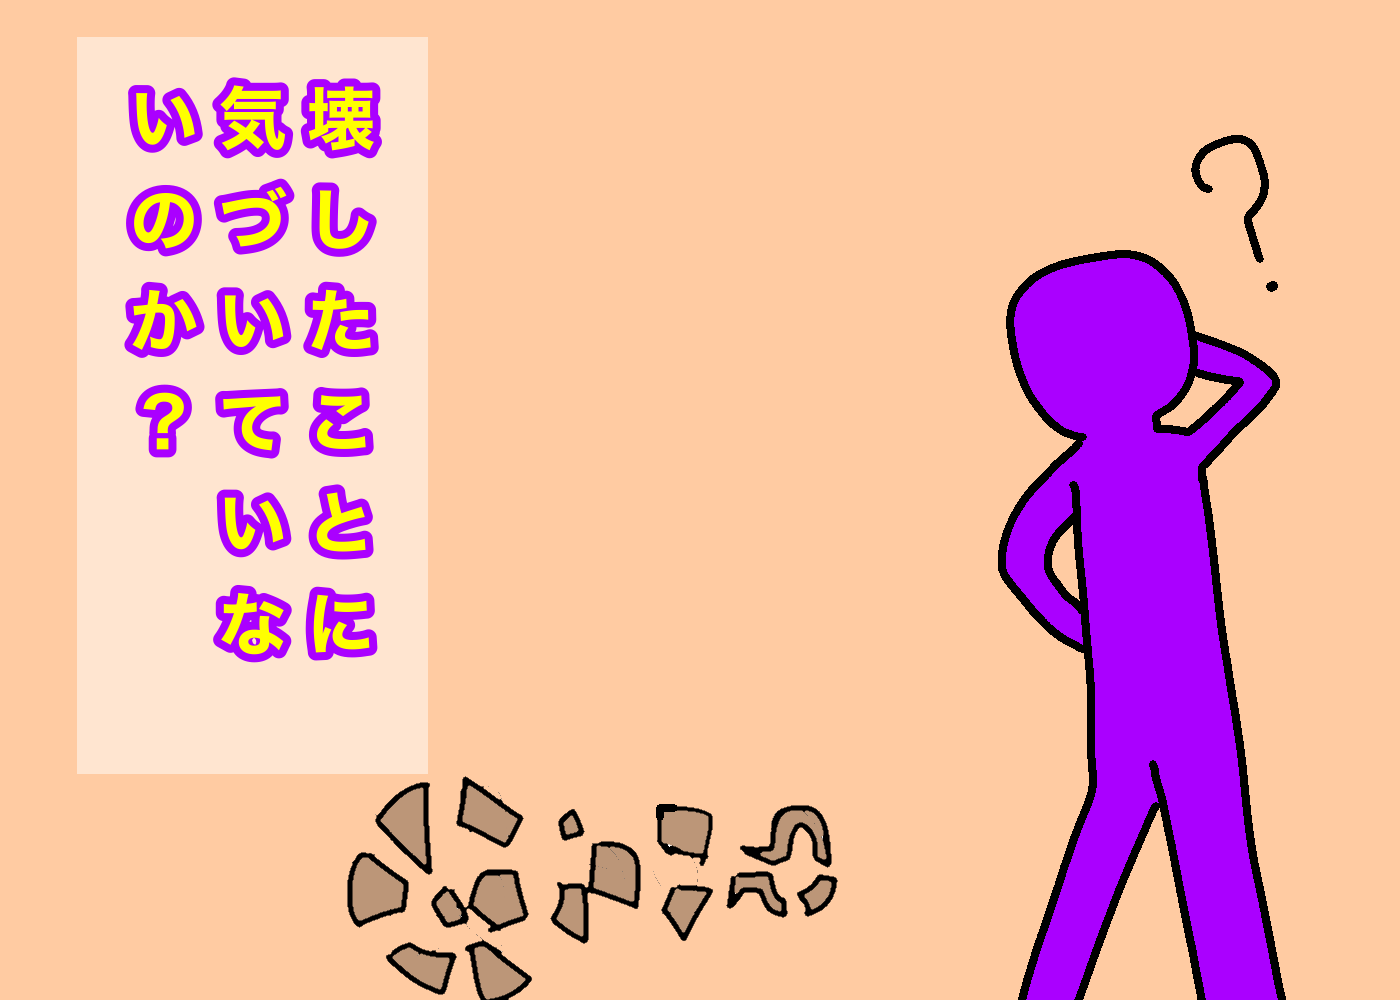 壊したことに
気づいていな
いのか？
?